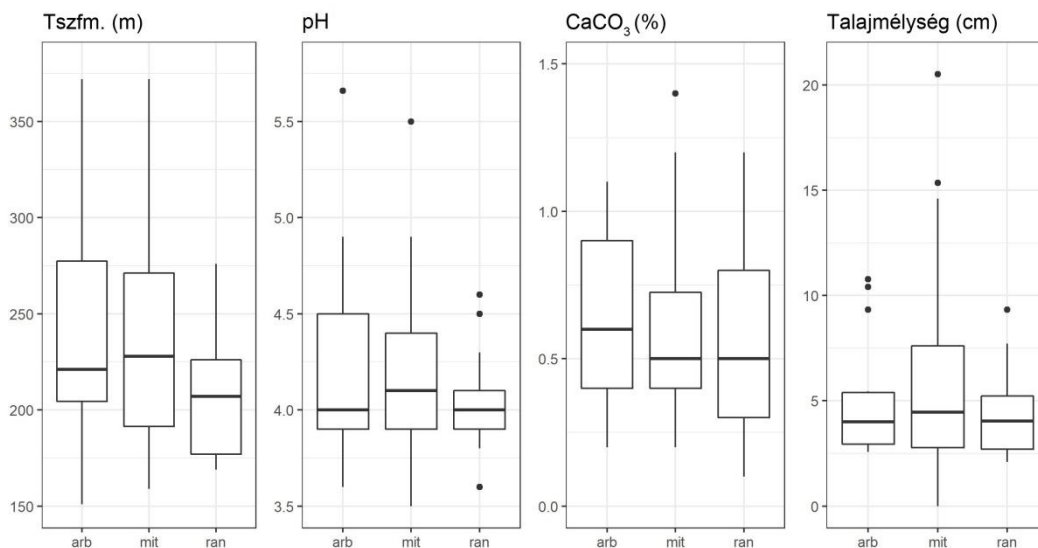 Tszfm. (m)
350
300
250
200
150
arb mit ran
pH
5.5
5.0
4.5
4.0
3.5
arb mit ran
CaCO₃ (%)
1.5
1.0
0.5
0.0
arb mit ran
Talajmélység (cm)
20
15
10
5
0
arb mit ran